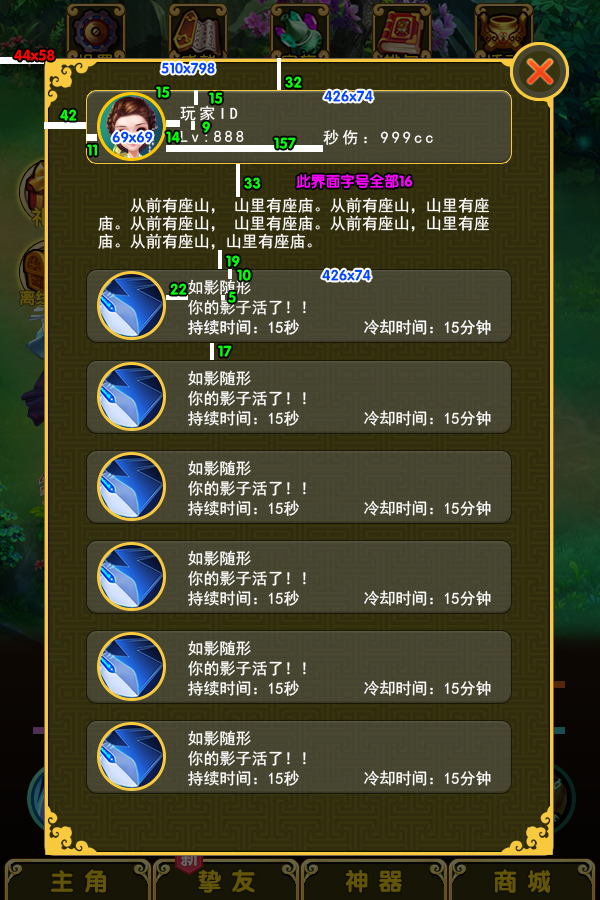 44x58
510x798
32
15
15
426x74
42
玩家ID
9
69x69
14
Lv:888
157
秒伤：999cc
11
33
此界面字号全部16
从前有座山， 山里有座庙。从前有座山，山里有座
庙。从前有座山， 山里有座庙。从前有座山，山里有座
庙。从前有座山，山里有座庙。
19
10
426x74
22
如影随形
5
你的影子活了！！
持续时间：15秒 冷却时间：15分钟
17
如影随形
你的影子活了！！
持续时间：15秒 冷却时间：15分钟
如影随形
你的影子活了！！
持续时间：15秒 冷却时间：15分钟
如影随形
你的影子活了！！
持续时间：15秒 冷却时间：15分钟
如影随形
你的影子活了！！
持续时间：15秒 冷却时间：15分钟
如影随形
你的影子活了！！
持续时间：15秒 冷却时间：15分钟
新
主角 挚友 神器 商城